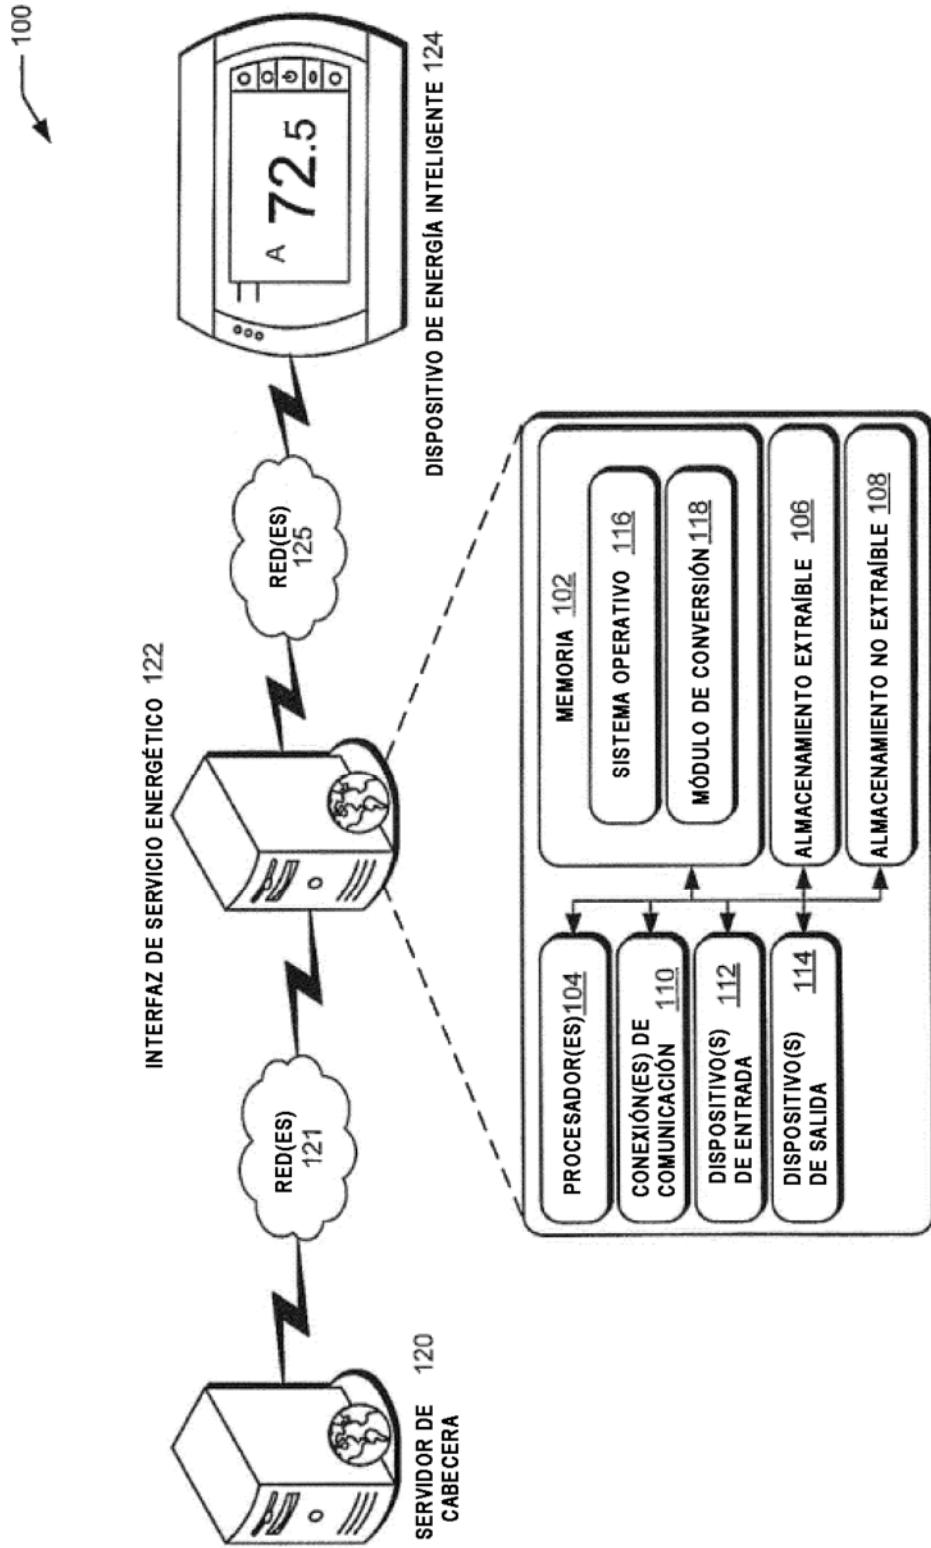 100
SERVIDOR DE
CABECERA
120
RED(ES)
121
INTERFAZ DE SERVICIO ENERGÉTICO 122
RED(ES)
125
A 72.5
DISPOSITIVO DE ENERGÍA INTELIGENTE 124
PROCESADOR(ES) 104
CONEXIÓN(ES) DE
COMUNICACIÓN 110
DISPOSITIVO(S)
DE ENTRADA 112
DISPOSITIVO(S)
DE SALIDA 114
MEMORIA 102
SISTEMA OPERATIVO 116
MÓDULO DE CONVERSIÓN 118
ALMACENAMIENTO EXTRAÍBLE 106
ALMACENAMIENTO NO EXTRAÍBLE 108